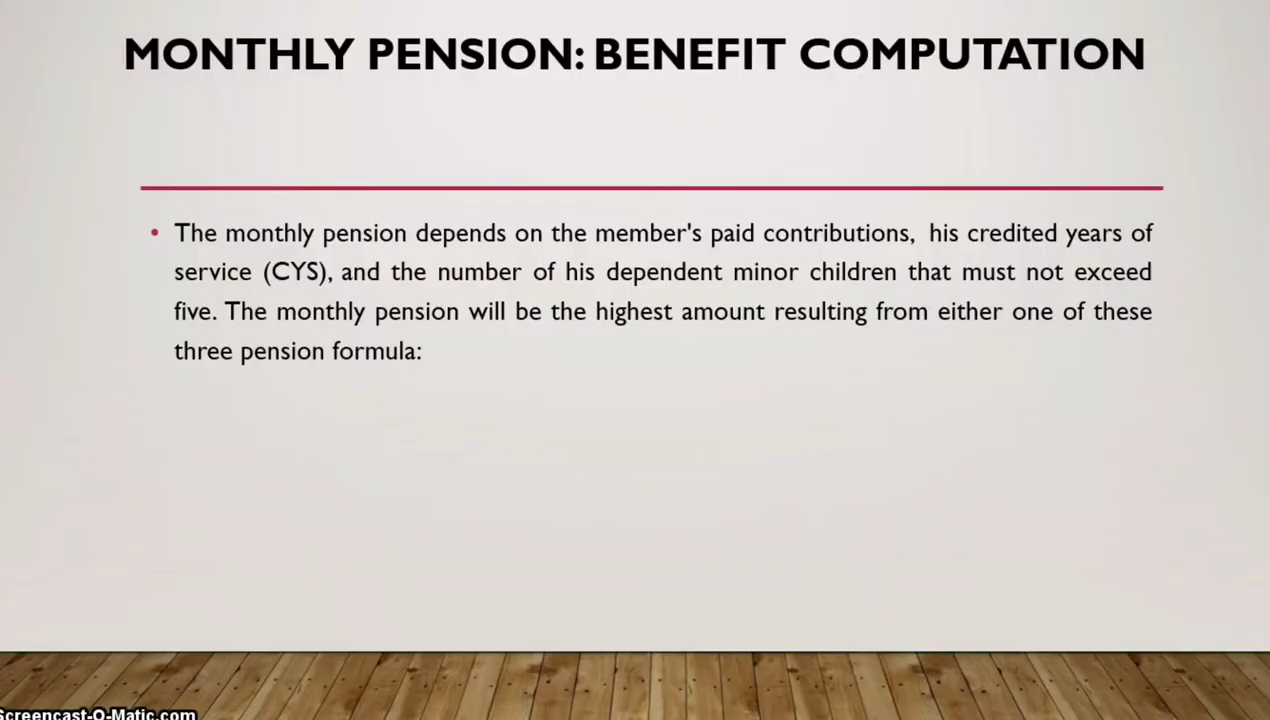 MONTHLY PENSION: BENEFIT COMPUTATION
• The monthly pension depends on the member's paid contributions, his credited years of
service (CYS), and the number of his dependent minor children that must not exceed
five. The monthly pension will be the highest amount resulting from either one of these
three pension formula:
Screencast-O-Matic.com